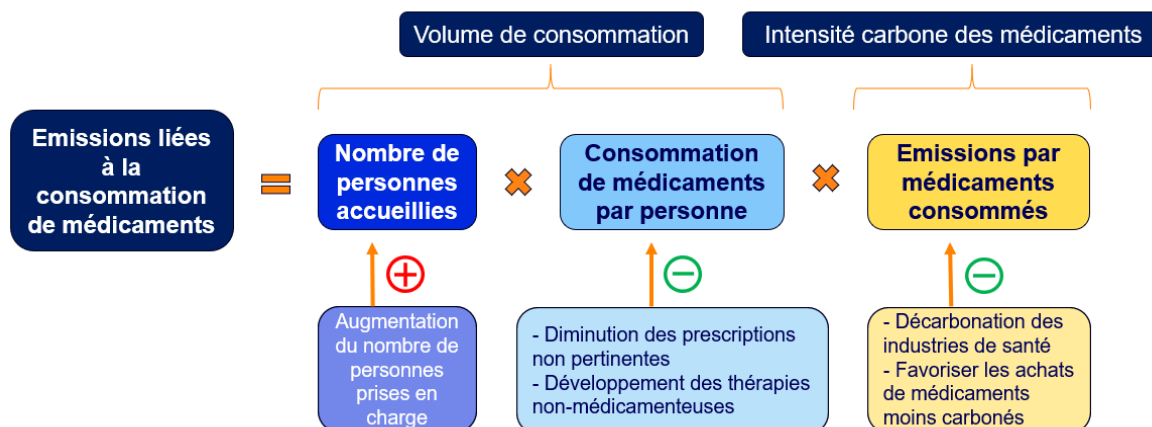 Volume de consommation
Intensité carbone des médicaments
Emissions liées
à la
consommation
de médicaments
=
Nombre de
personnes
accueillies
×
Consommation
de médicaments
par personne
×
Emissions par
médicaments
consommés
+
−
−
Augmentation
du nombre de
personnes
prises en
charge
- Diminution des prescriptions
non pertinentes
- Développement des thérapies
non-médicamenteuses
- Décarbonation des
industries de santé
- Favoriser les achats
de médicaments
moins carbonés